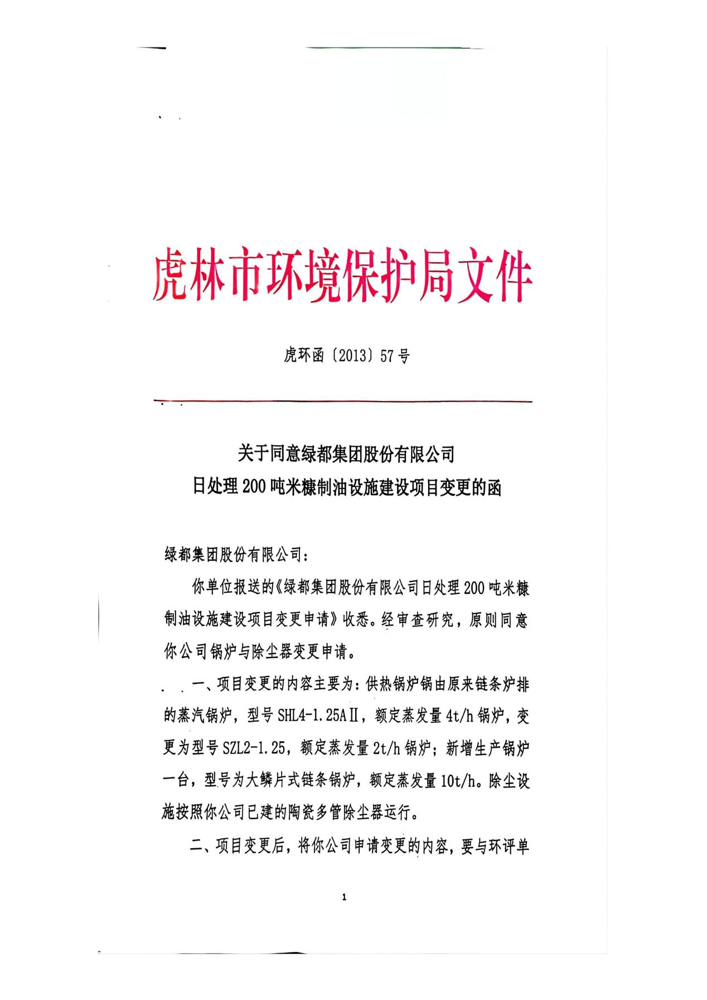 虎林市环境保护局文件
虎环函〔2013〕57号
关于同意绿都集团股份有限公司
日处理200吨米糠制油设施建设项目变更的函
绿都集团股份有限公司：
你单位报送的《绿都集团股份有限公司日处理200吨米糠
制油设施建设项目变更申请》收悉。经审查研究，原则同意
你公司锅炉与除尘器变更申请。
一、项目变更的内容主要为：供热锅炉锅由原来链条炉排
的蒸汽锅炉，型号SHL4-1.25AⅡ，额定蒸发量4t/h锅炉，变
更为型号SZL2-1.25，额定蒸发量2t/h锅炉；新增生产锅炉
一台，型号为大鳞片式链条锅炉，额定蒸发量10t/h。除尘设
施按照你公司已建的陶瓷多管除尘器运行。
二、项目变更后，将你公司申请变更的内容，要与环评单
1